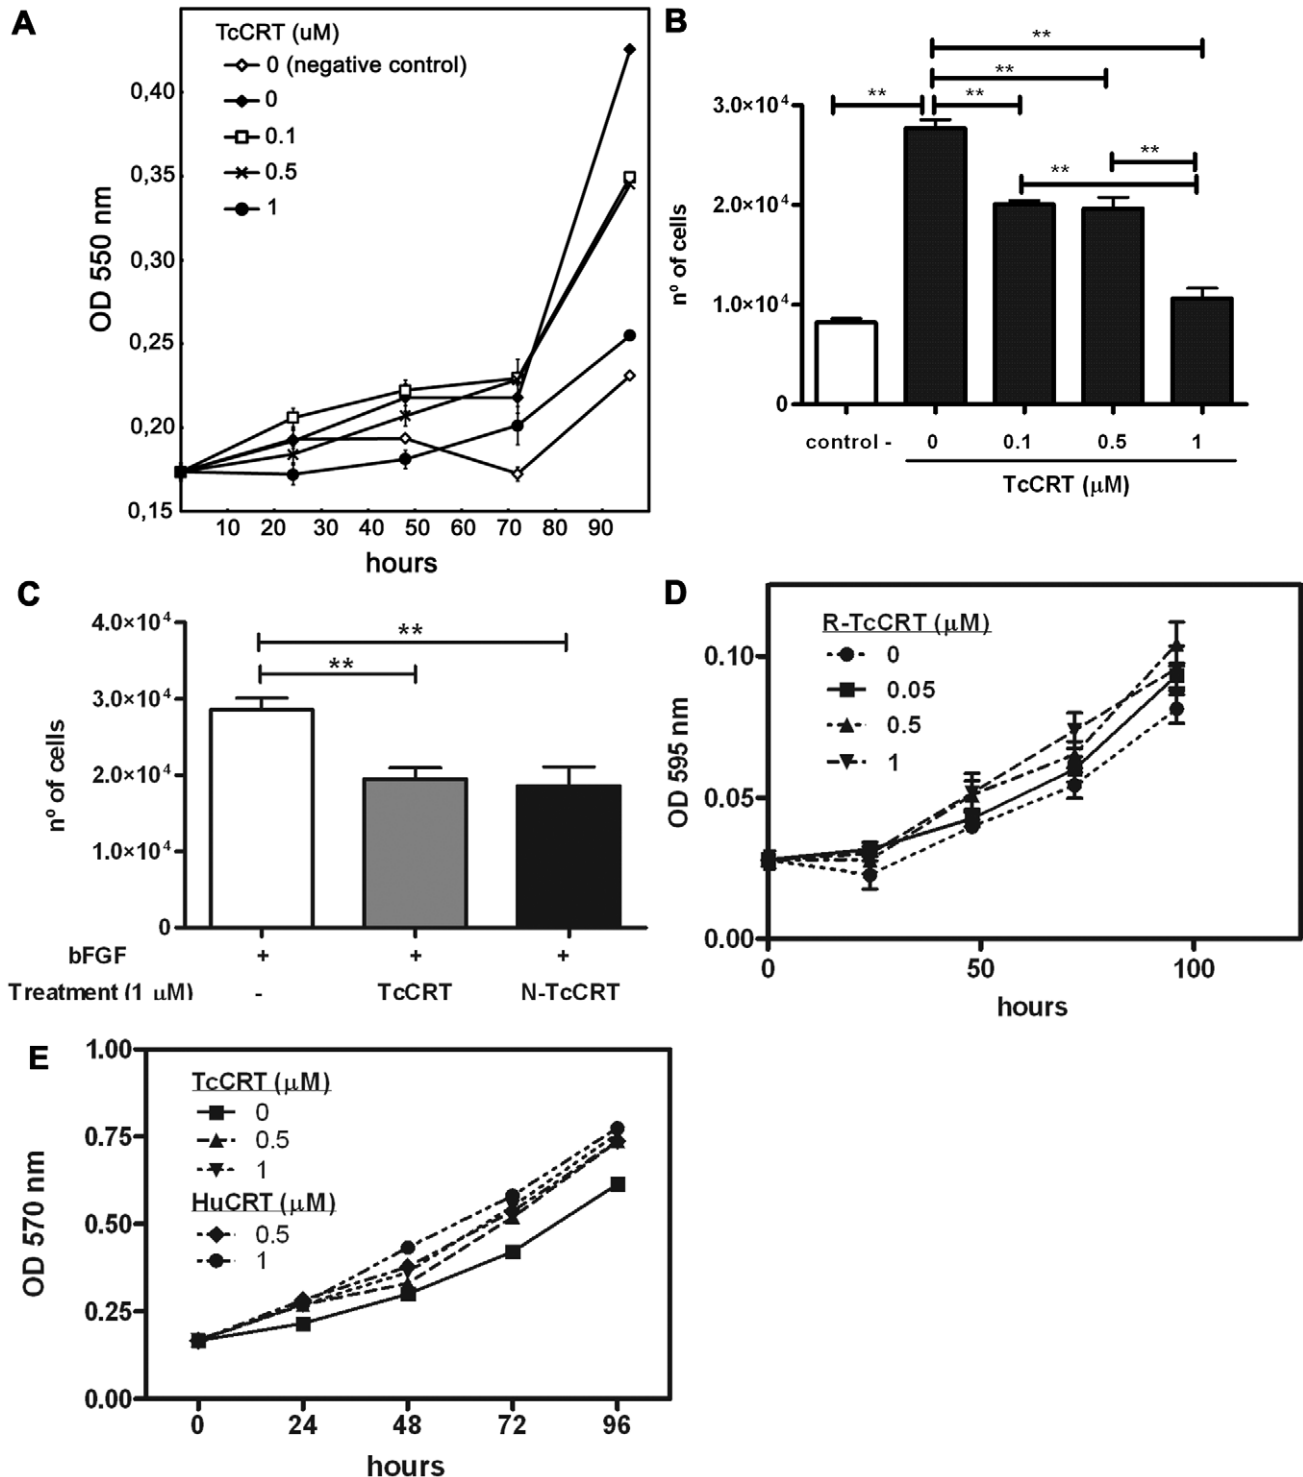 A
TcCRT (uM)
0 (negative control)
0
0.1
0.5
1
0,40
0,35
0,30
0,25
0,20
0,15
OD 550 nm
10 20 30 40 50 60 70 80 90
hours
B
**
**
** **
**
**
3.0×10⁴
2.0×10⁴
1.0×10⁴
0
nº of cells
control - 0 0.1 0.5 1
TcCRT (µM)
C
**
**
4.0×10⁴
3.0×10⁴
2.0×10⁴
1.0×10⁴
0
nº of cells
bFGF + + +
Treatment (1 µM) - TcCRT N-TcCRT
D
R-TcCRT (µM)
0
0.05
0.5
1
0.10
0.05
0.00
OD 595 nm
0 50 100
hours
E
TcCRT (µM)
0
0.5
1
HuCRT (µM)
0.5
1
1.00
0.75
0.50
0.25
0.00
OD 570 nm
0 24 48 72 96
hours